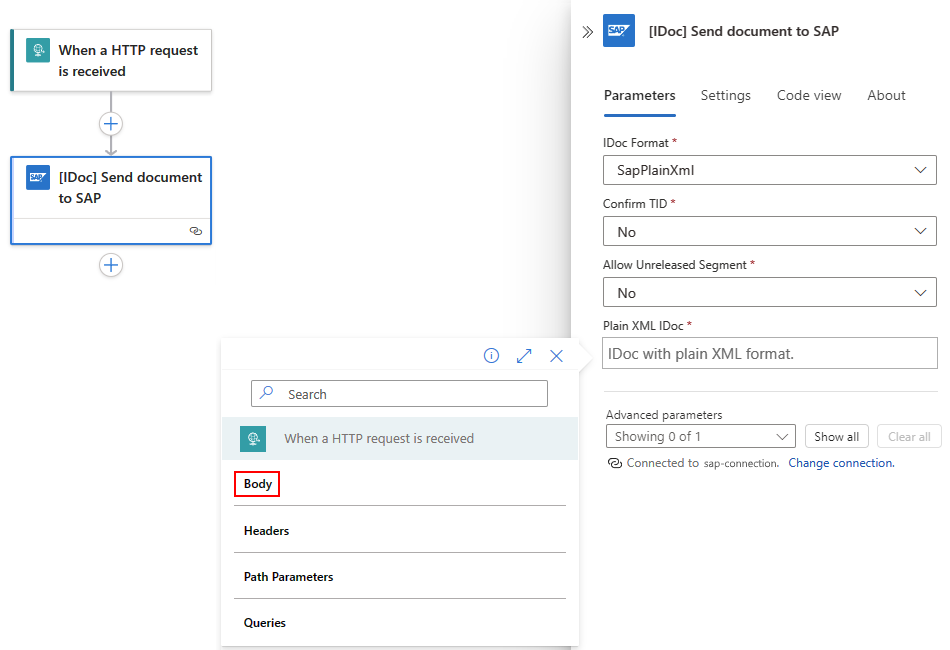 When a HTTP request
is received
SAP
[IDoc] Send document
to SAP
SAP
[IDoc] Send document to SAP
Parameters
Settings
Code view
About
IDoc Format *
SapPlainXml
Confirm TID *
No
Allow Unreleased Segment *
No
Plain XML IDoc *
IDoc with plain XML format.
Advanced parameters
Showing 0 of 1
Show all
Clear all
Connected to sap-connection. Change connection.
Search
When a HTTP request is received
Body
Headers
Path Parameters
Queries